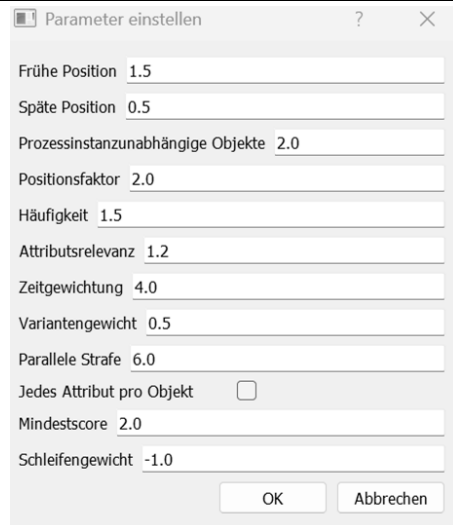 Parameter einstellen ? ×
Frühe Position 1.5
Späte Position 0.5
Prozessinstanzunabhängige Objekte 2.0
Positionsfaktor 2.0
Häufigkeit 1.5
Attributsrelevanz 1.2
Zeitgewichtung 4.0
Variantengewicht 0.5
Parallele Strafe 6.0
Jedes Attribut pro Objekt
Mindestscore 2.0
Schleifengewicht -1.0
OK Abbrechen